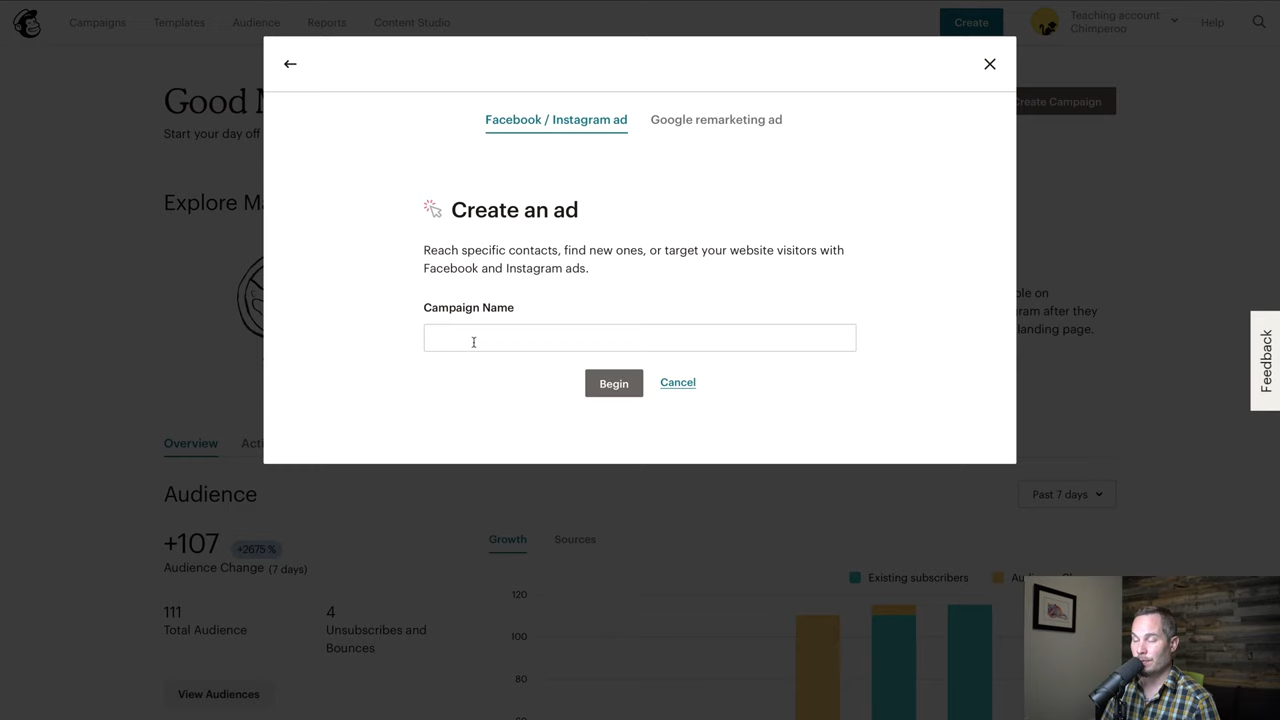 Campaigns Templates Audience Reports Content Studio Create Teaching account Help
Chimperoo
Good
Create Campaign
Start your day off
Facebook / Instagram ad Google remarketing ad
Explore
Create an ad
Reach specific contacts, find new ones, or target your website visitors with
Facebook and Instagram ads.
ble on
gram after they
landing page.
Campaign Name
Feedback
Begin Cancel
Overview
Audience
Past 7 days
+107 +2675 %
Audience Change (7 days)
Growth Sources
Existing subscribers
111 4
Total Audience Unsubscribes and
Bounces
120
100
80
View Audiences